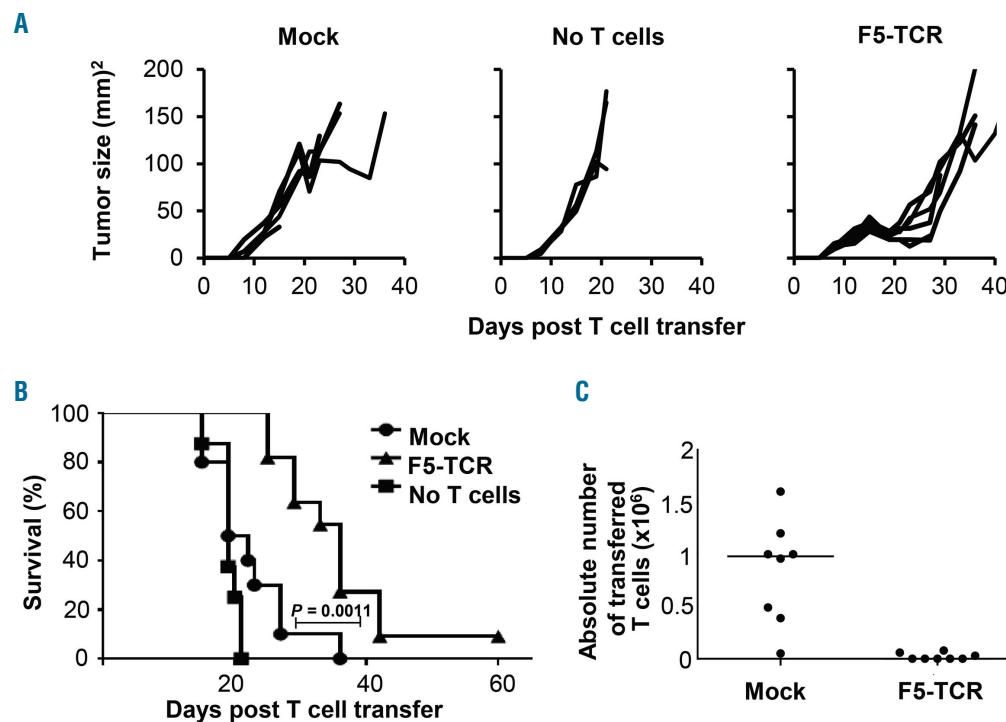 A
Mock
No T cells
F5-TCR
Tumor size (mm)²
200
150
100
50
0
0 10 20 30 40
0 10 20 30 40
0 10 20 30 40
Days post T cell transfer
B
Survival (%)
100
80
60
40
20
0
Mock
F5-TCR
No T cells
P = 0.0011
20 40 60
Days post T cell transfer
C
Absolute number
of transferred
T cells (x10⁶)
2
1.5
1
0.5
0
Mock F5-TCR